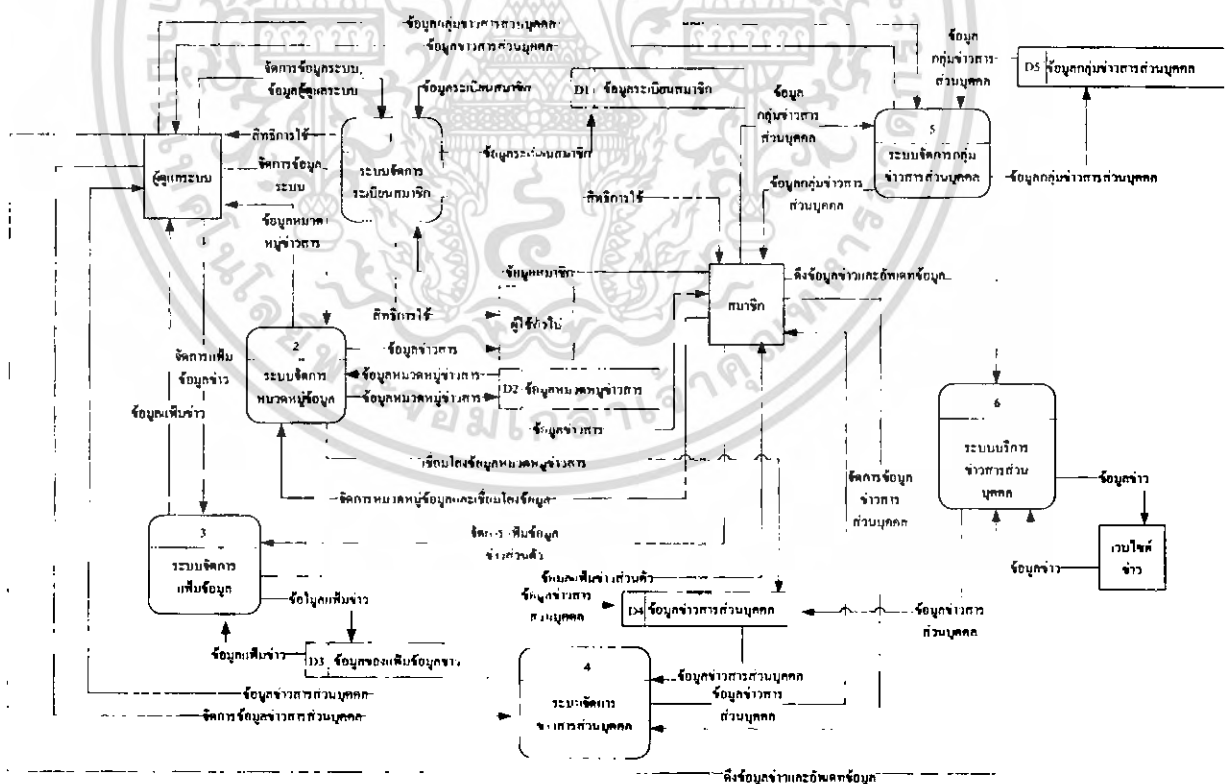 ข้อมูลกลุ่มข่าวสารส่วนบุคคล
ข้อมูลข่าวสารส่วนบุคคล
จัดการข้อมูลระบบ
ข้อมูลผู้ดูแลระบบ
ข้อมูลระเบียนสมาชิก
D1 ข้อมูลระเบียนสมาชิก
ข้อมูล
กลุ่มข่าวสาร
ส่วนบุคคล
ข้อมูล
กลุ่มข่าวสาร
ส่วนบุคคล
D5 ข้อมูลกลุ่มข่าวสารส่วนบุคคล
สิทธิการใช้
ผู้ดูแลระบบ
จัดการข้อมูล
ระบบ
1
ระบบจัดการ
ระเบียนสมาชิก
ข้อมูลระเบียนสมาชิก
5
ระบบจัดการกลุ่ม
ข่าวสารส่วนบุคคล
ข้อมูลกลุ่มข่าวสารส่วนบุคคล
ข้อมูลกลุ่มข่าวสาร
ส่วนบุคคล
สิทธิการใช้
ข้อมูลหมวด
หมู่ข่าวสาร
ข้อมูลสมาชิก
สมาชิก
ดึงข้อมูลข่าวและอัพเดทข้อมูล
สิทธิการใช้
ผู้ใช้ทั่วไป
2
ระบบจัดการ
หมวดหมู่ข้อมูล
ข้อมูลข่าวสาร
ข้อมูลหมวดหมู่ข่าวสาร
ข้อมูลหมวดหมู่ข่าวสาร
D2 ข้อมูลหมวดหมู่ข่าวสาร
ข้อมูลข่าวสาร
จัดการแฟ้ม
ข้อมูลข่าว
ข้อมูลแฟ้มข่าว
6
ระบบบริการ
ข่าวสารส่วน
บุคคล
เชื่อมโยงข้อมูลหมวดหมู่ข่าวสาร
จัดการหมวดหมู่ข้อมูลและเชื่อมโยงข้อมูล
จัดการข้อมูล
ข่าวสาร
ส่วนบุคคล
ข้อมูลข่าว
เวบไซต์
ข่าว
ข้อมูลข่าว
3
ระบบจัดการ
แฟ้มข้อมูล
จัดการแฟ้มข้อมูล
ข่าวส่วนตัว
ข้อมูลแฟ้มข่าวส่วนตัว
ข้อมูลข่าวสาร
ส่วนบุคคล
D4 ข้อมูลข่าวสารส่วนบุคคล
ข้อมูลข่าวสาร
ส่วนบุคคล
ข้อมูลแฟ้มข่าว
ข้อมูลแฟ้มข่าว
D3 ข้อมูลของแฟ้มข้อมูลข่าว
4
ระบบจัดการ
ข่าวสารส่วนบุคคล
ข้อมูลข่าวสารส่วนบุคคล
ข้อมูลข่าวสาร
ส่วนบุคคล
ข้อมูลข่าวสารส่วนบุคคล
จัดการข้อมูลข่าวสารส่วนบุคคล
ดึงข้อมูลข่าวและอัพเดทข้อมูล